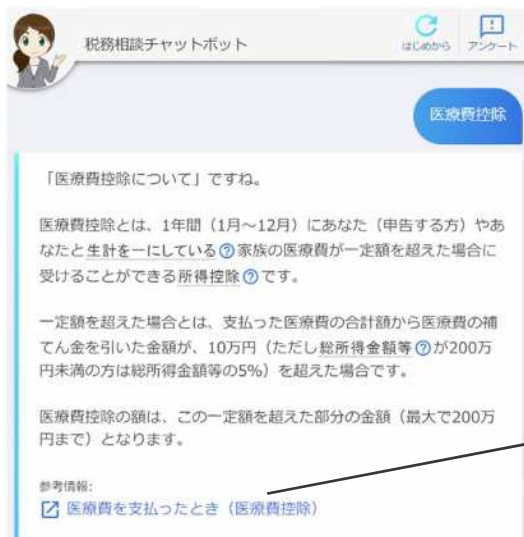 税務相談チャットボット
はじめから
アンケート
医療費控除
「医療費控除について」ですね。
医療費控除とは、1年間（1月～12月）にあなた（申告する方）やあ
なたと生計を一にしている?家族の医療費が一定額を超えた場合に
受けることができる所得控除?です。
一定額を超えた場合とは、支払った医療費の合計額から医療費の補
てん金を引いた金額が、10万円（ただし総所得金額等?が200万
円未満の方は総所得金額等の5%）を超えた場合です。
医療費控除の額は、この一定額を超えた部分の金額（最大で200万
円まで）となります。
参考情報:
医療費を支払ったとき（医療費控除）